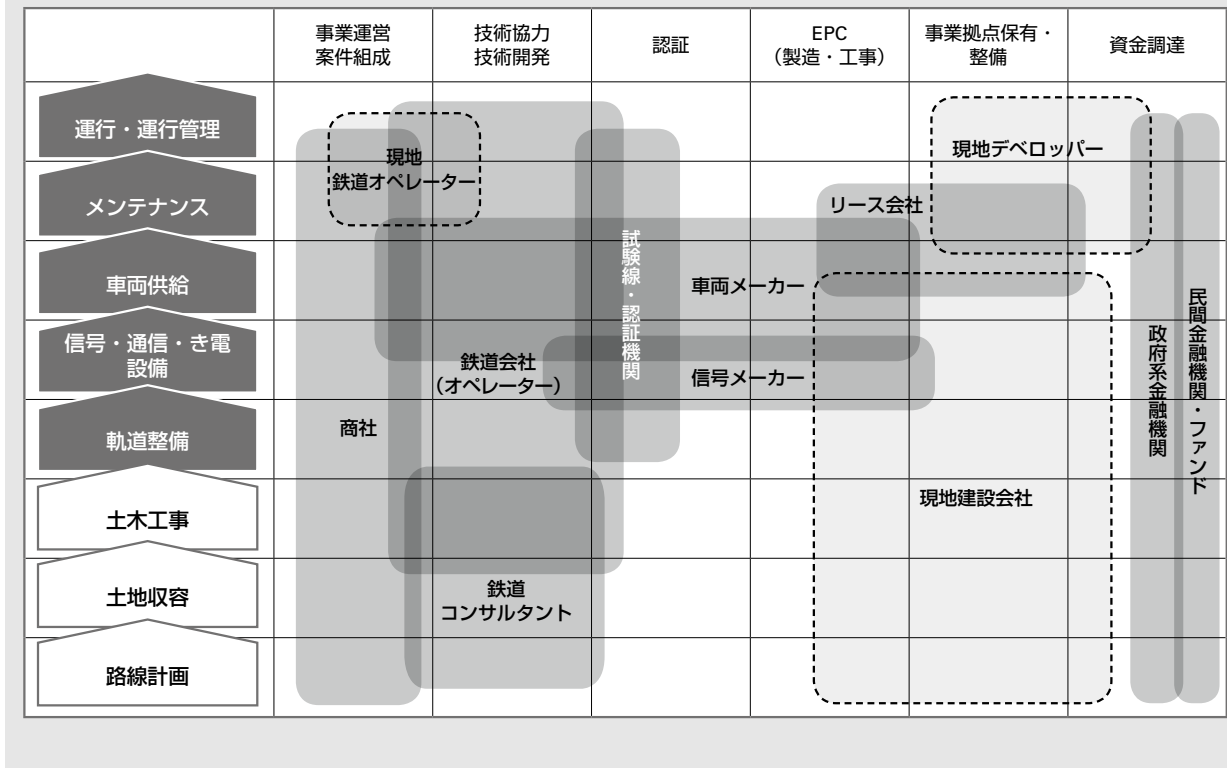 事業運営
案件組成
技術協力
技術開発
認証
EPC
（製造・工事）
事業拠点保有・
整備
資金調達
運行・運行管理
メンテナンス
車両供給
信号・通信・き電
設備
軌道整備
土木工事
土地収容
路線計画
現地
鉄道オペレーター
現地デベロッパー
リース会社
試験線・認証機関
車両メーカー
鉄道会社
（オペレーター）
信号メーカー
商社
政府系金融機関
民間金融機関・ファンド
現地建設会社
鉄道
コンサルタント